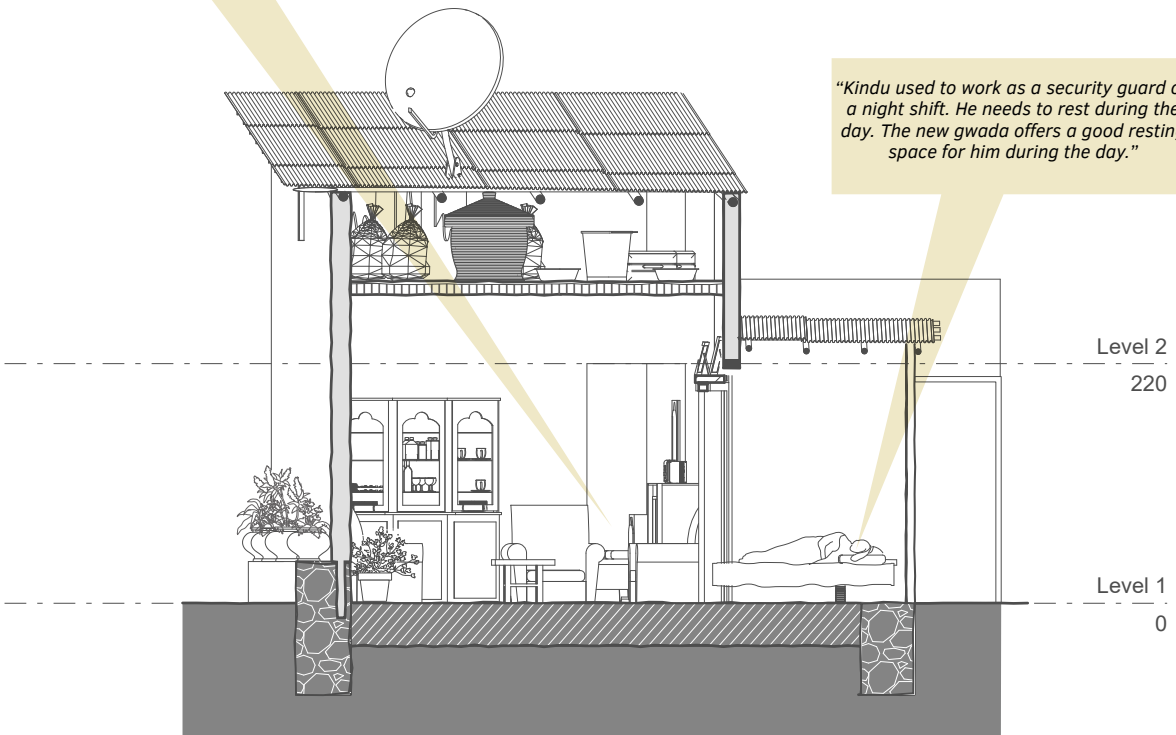 “Kindu used to work as a security guard
a night shift. He needs to rest during the
day. The new gwada offers a good resting
space for him during the day.”
Level 2
220
Level 1
0